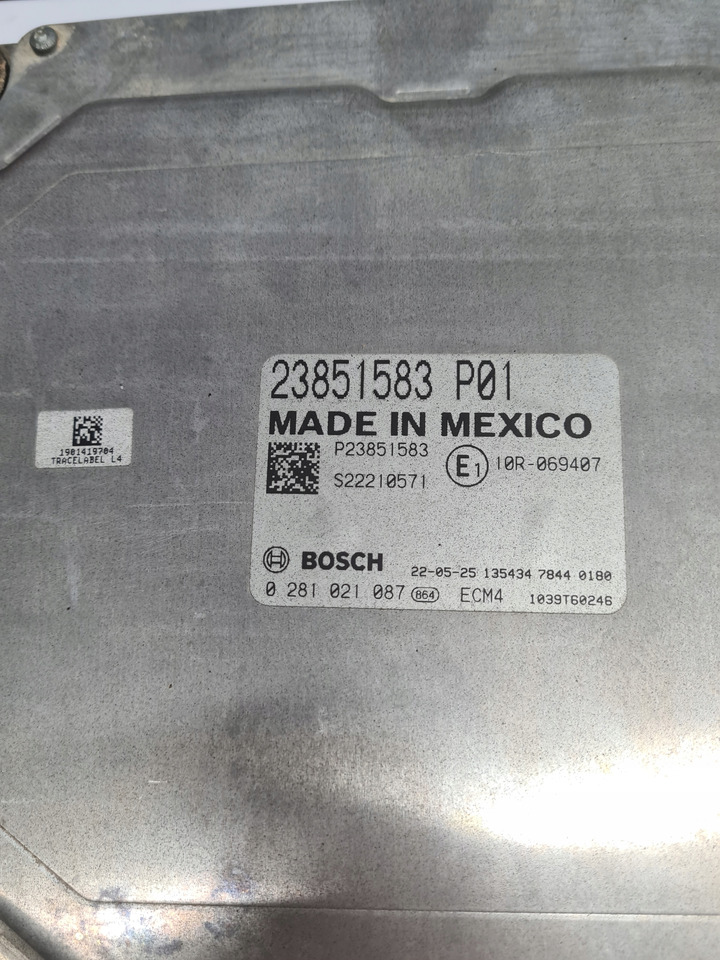 23851583 P01
MADE IN MEXICO
P23851583
S22210571
E1 10R-069407
BOSCH
22-05-25 135434 7844 0180
0 281 021 087 864 ECM4 1039T60246
1901419704
TRACELABEL L4